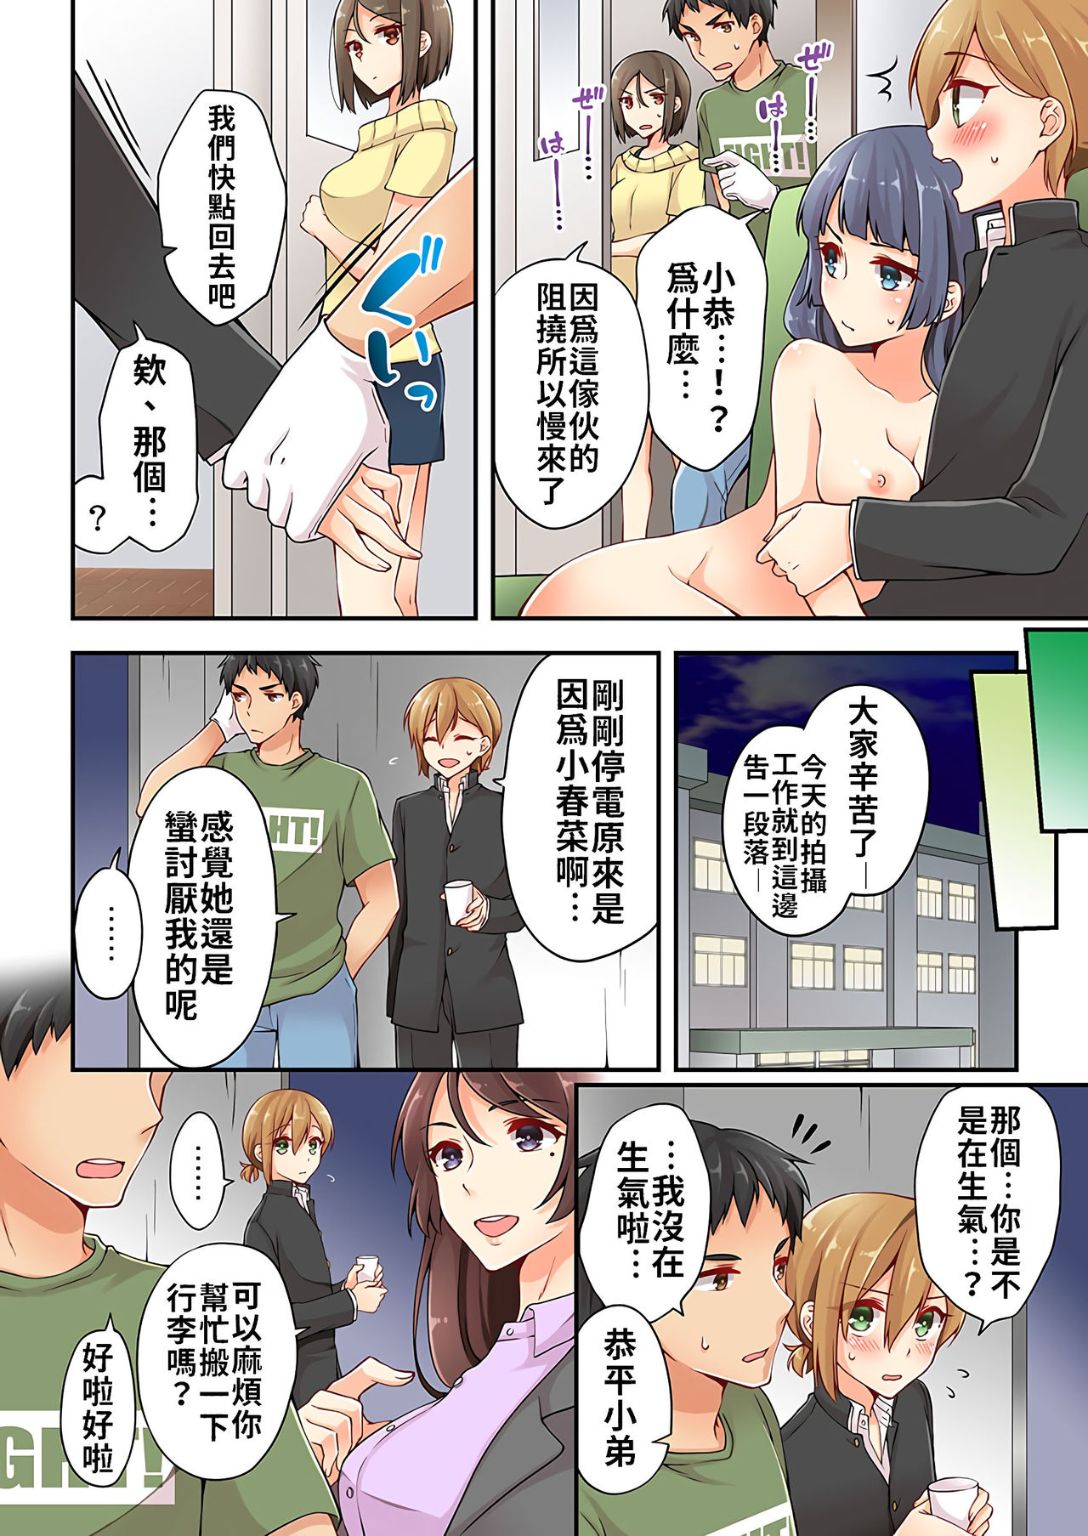 小恭…！？
爲什麼…
因爲這傢伙的
阻撓所以慢來了
ぜー…
はー…
ぜー…
はー…
FIGHT!
我們快點回去吧
ぐいっ
欸、那個…
？
大家辛苦了—
今天的拍攝
工作就到這邊
告一段落—
剛剛停電原來是
因爲小春菜啊…
感覺她還是
蠻討厭我的呢
……
GHT!
那個…你是不
是在生氣…？
…我沒在
生氣啦…
恭平小弟
可以麻煩你
幫忙搬一下
行李嗎？
……
好啦好啦
GHT!